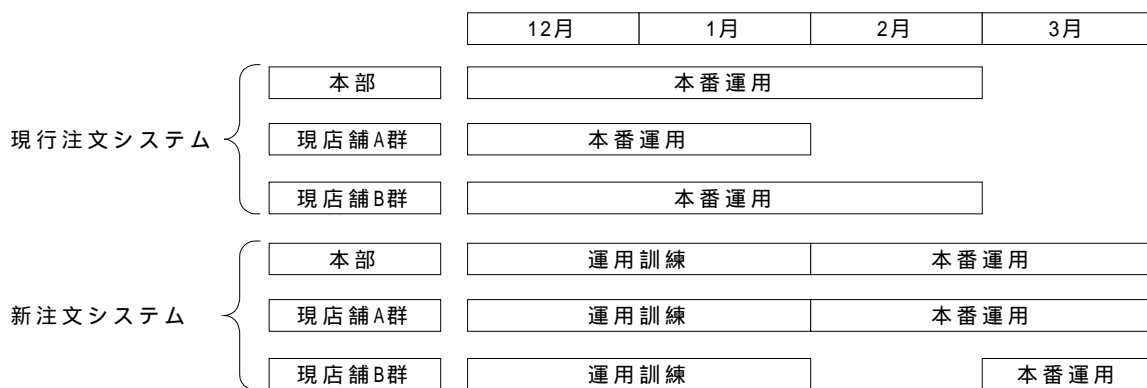 12月 1月 2月 3月
本部 本番運用
現行注文システム 現店舗A群 本番運用
現店舗B群 本番運用
本部 運用訓練 本番運用
新注文システム 現店舗A群 運用訓練 本番運用
現店舗B群 運用訓練 本番運用